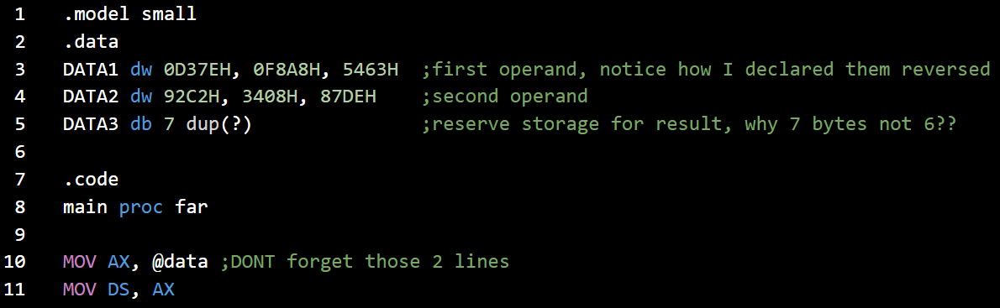 1 .model small
2 .data
3 DATA1 dw 0D37EH, 0F8A8H, 5463H ;first operand, notice how I declared them reversed
4 DATA2 dw 92C2H, 3408H, 87DEH ;second operand
5 DATA3 db 7 dup(?) ;reserve storage for result, why 7 bytes not 6??
6
7 .code
8 main proc far
9
10 MOV AX, @data ;DONT forget those 2 lines
11 MOV DS, AX